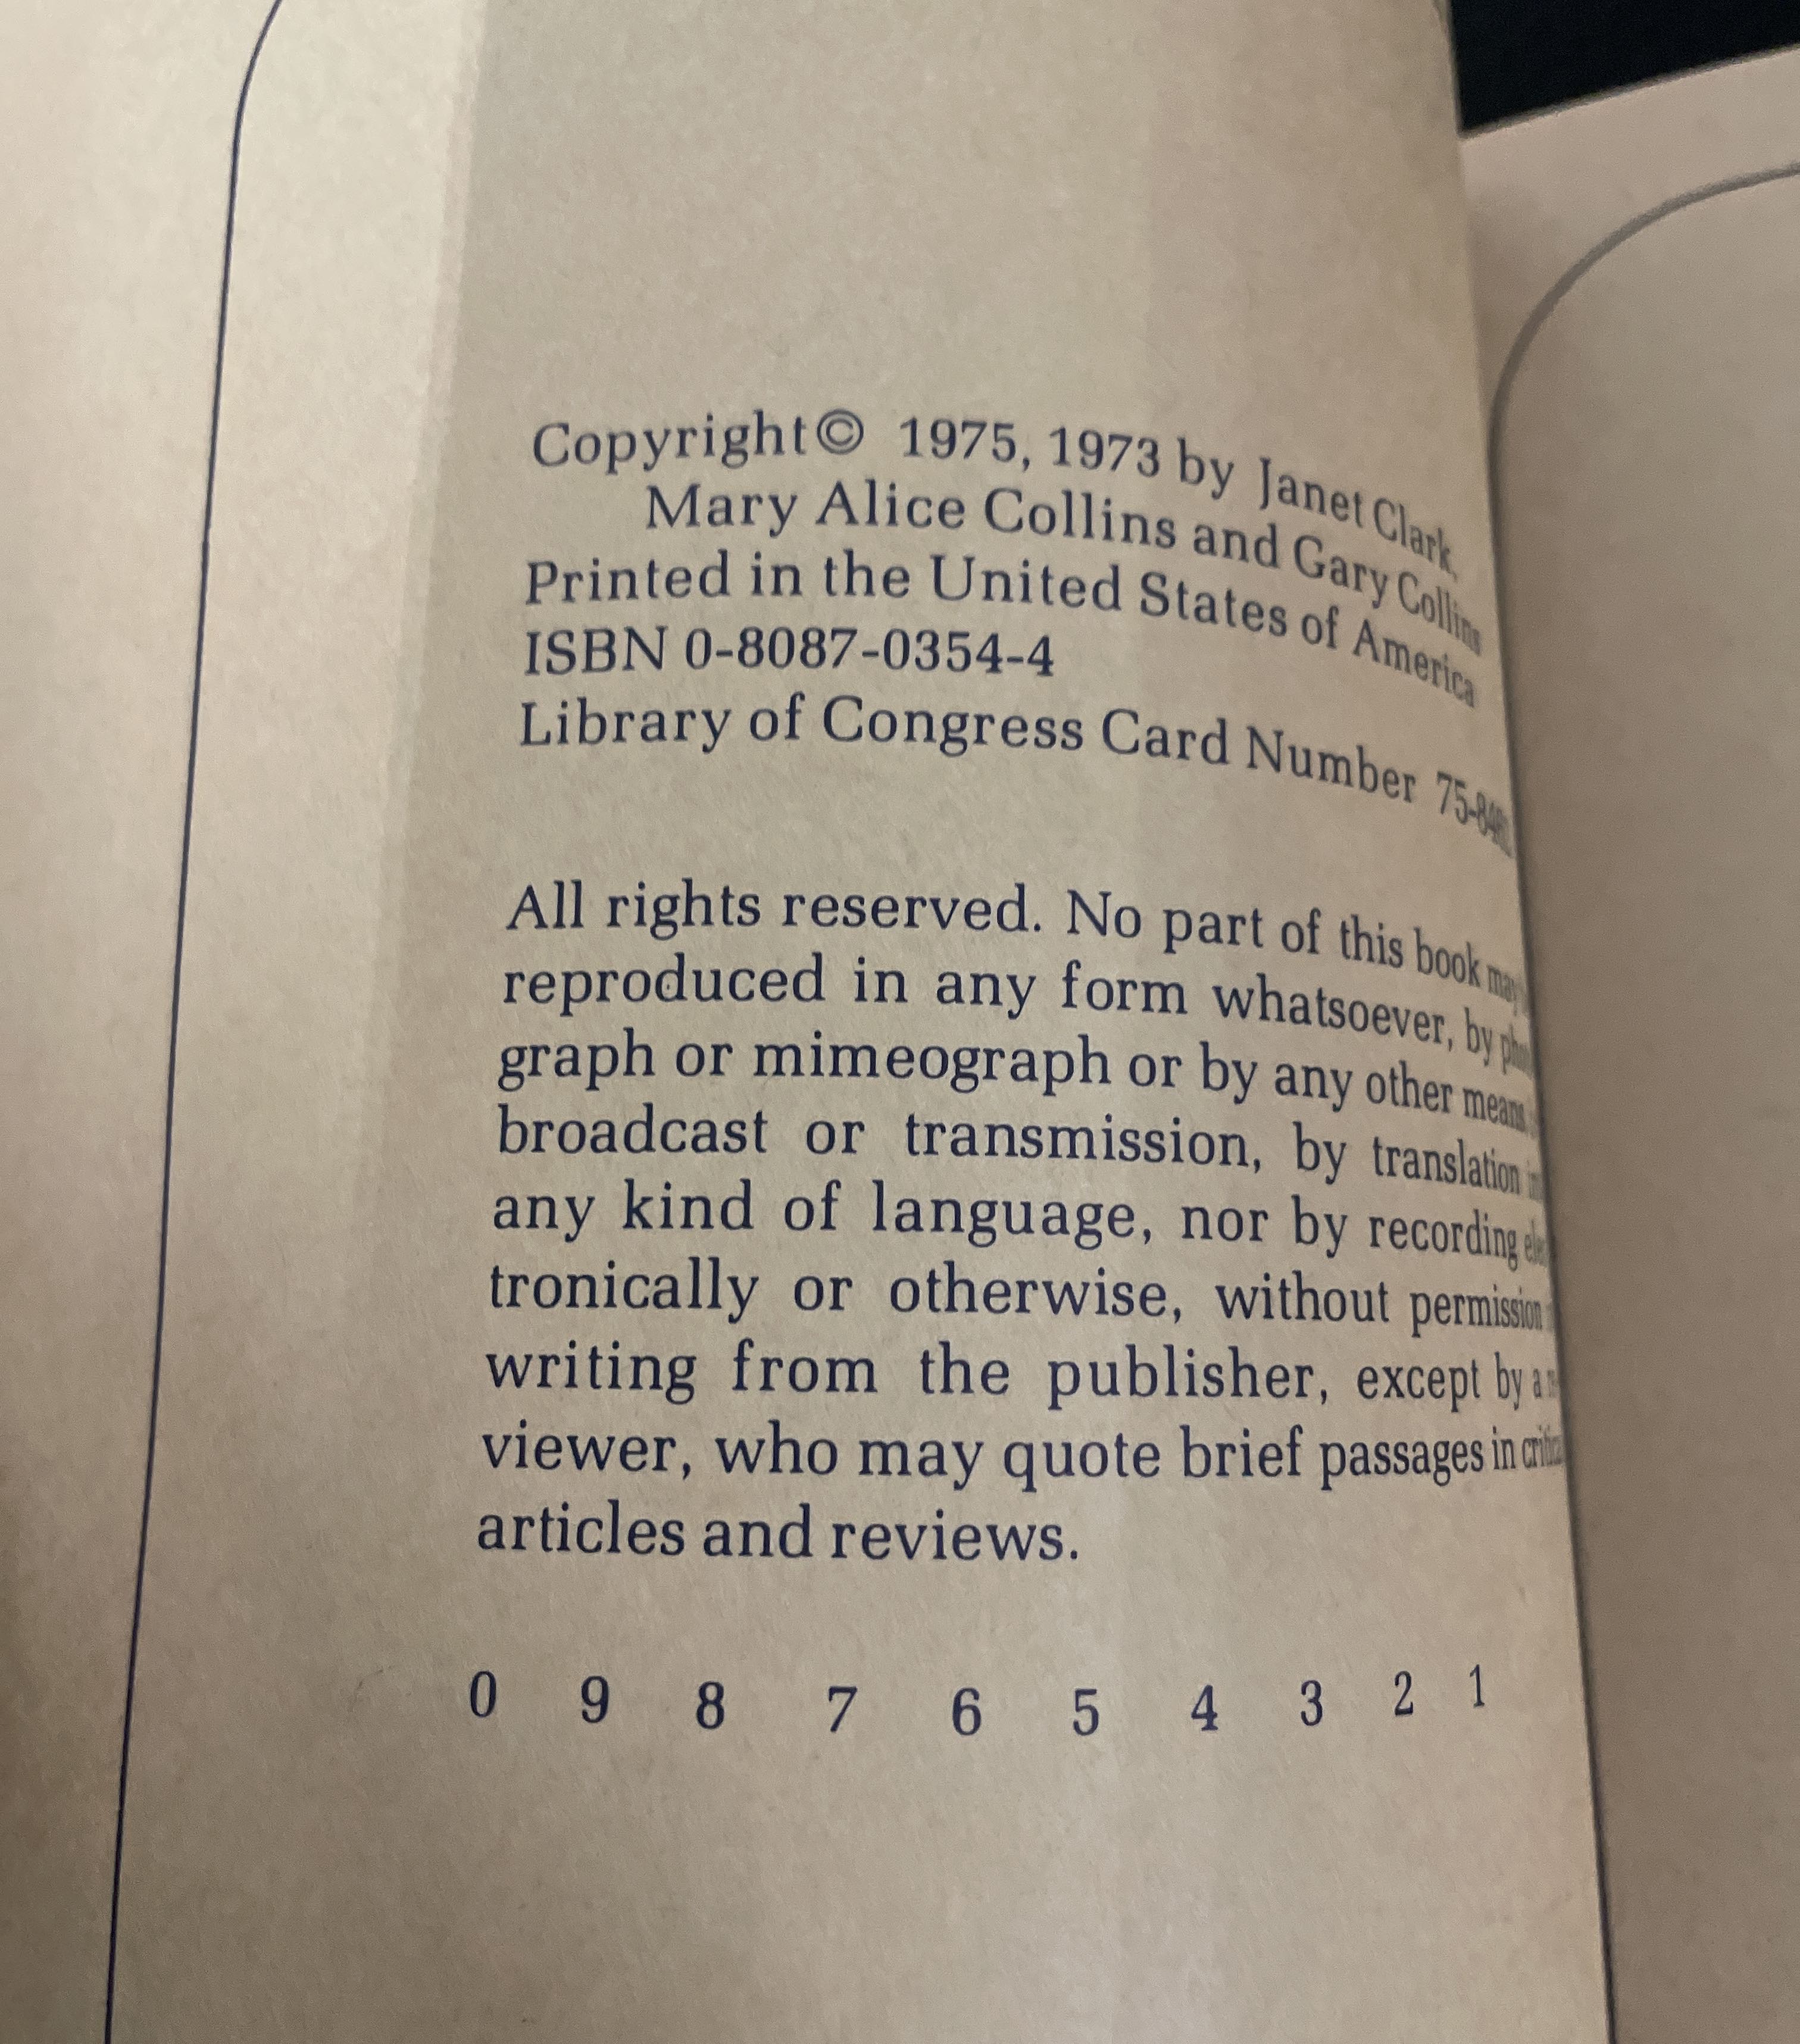 Copyright© 1975, 1973 by Janet Clark,
Mary Alice Collins and Gary Collins
Printed in the United States of America
ISBN 0-8087-0354-4
Library of Congress Card Number
All rights reserved. No part of this book may
reproduced in any form whatsoever, by
graph or mimeograph or by any other means,
broadcast or transmission, by translation
any kind of language, nor by recording
tronically or otherwise, without permission
writing from the publisher, except by a
viewer, who may quote brief passages in
articles and reviews.
0 9 8 7 6 5 4 3 2 1